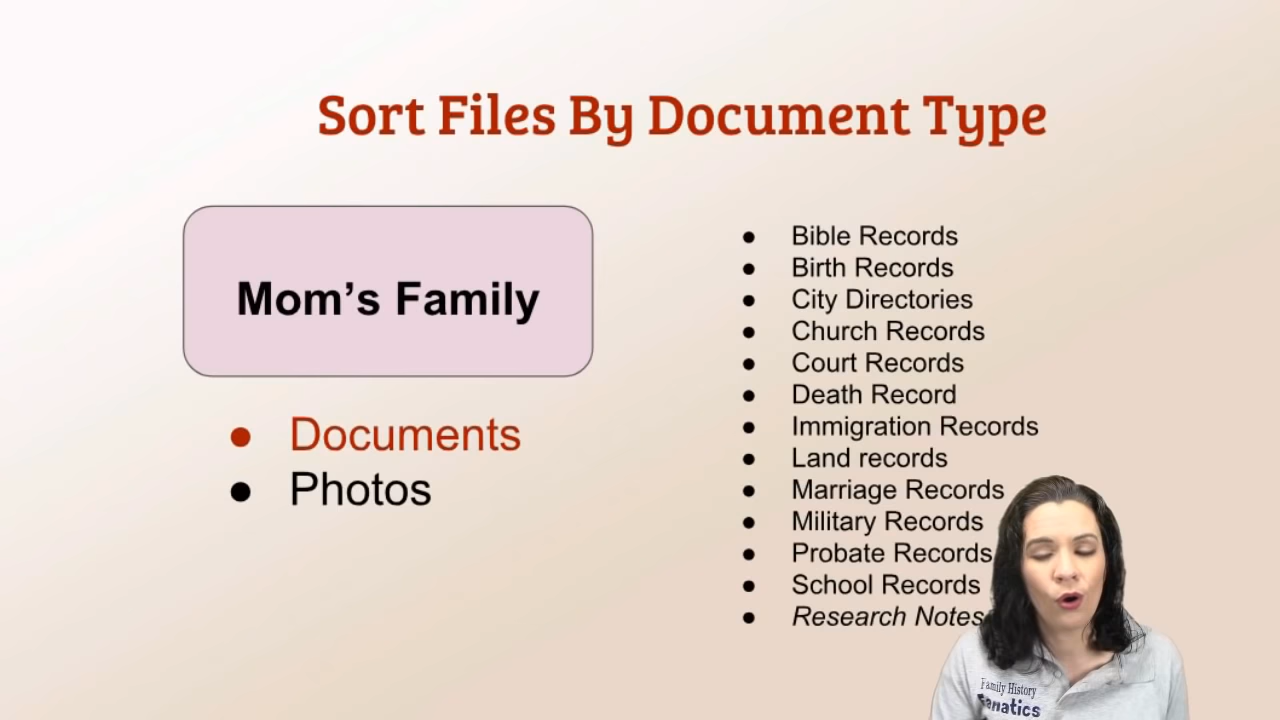 Sort Files By Document Type
Mom's Family
● Documents
● Photos
● Bible Records
● Birth Records
● City Directories
● Church Records
● Court Records
● Death Record
● Immigration Records
● Land records
● Marriage Records
● Military Records
● Probate Records
● School Records
● Research Notes
Family History
Fanatics